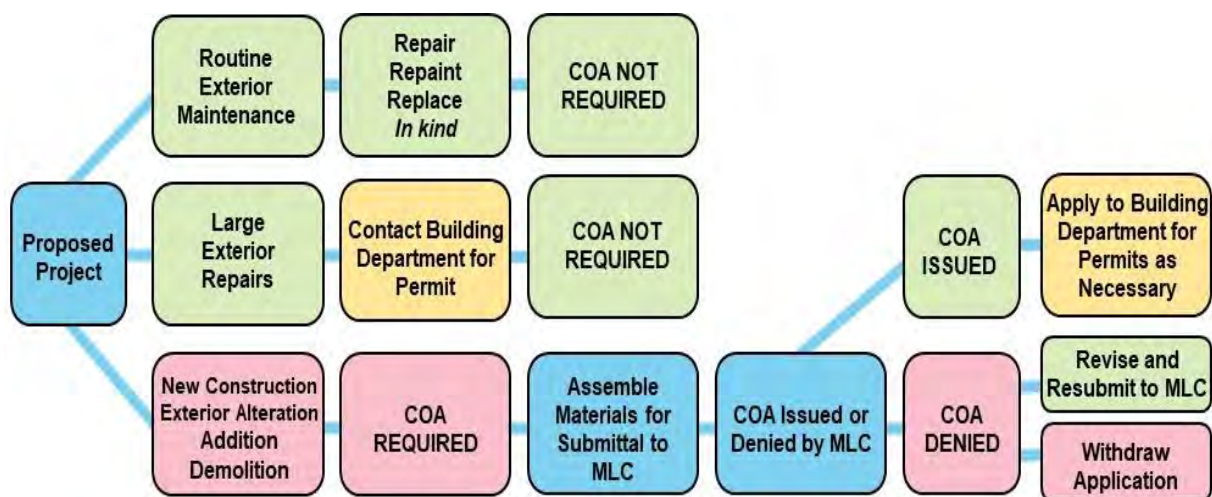 Proposed
Project
Routine
Exterior
Maintenance
Repair
Repaint
Replace
In kind
COA NOT
REQUIRED
Large
Exterior
Repairs
Contact Building
Department for
Permit
COA NOT
REQUIRED
New Construction
Exterior Alteration
Addition
Demolition
COA
REQUIRED
Assemble
Materials for
Submittal to
MLC
COA Issued or
Denied by MLC
COA
ISSUED
Apply to Building
Department for
Permits as
Necessary
COA
DENIED
Revise and
Resubmit to MLC
Withdraw
Application